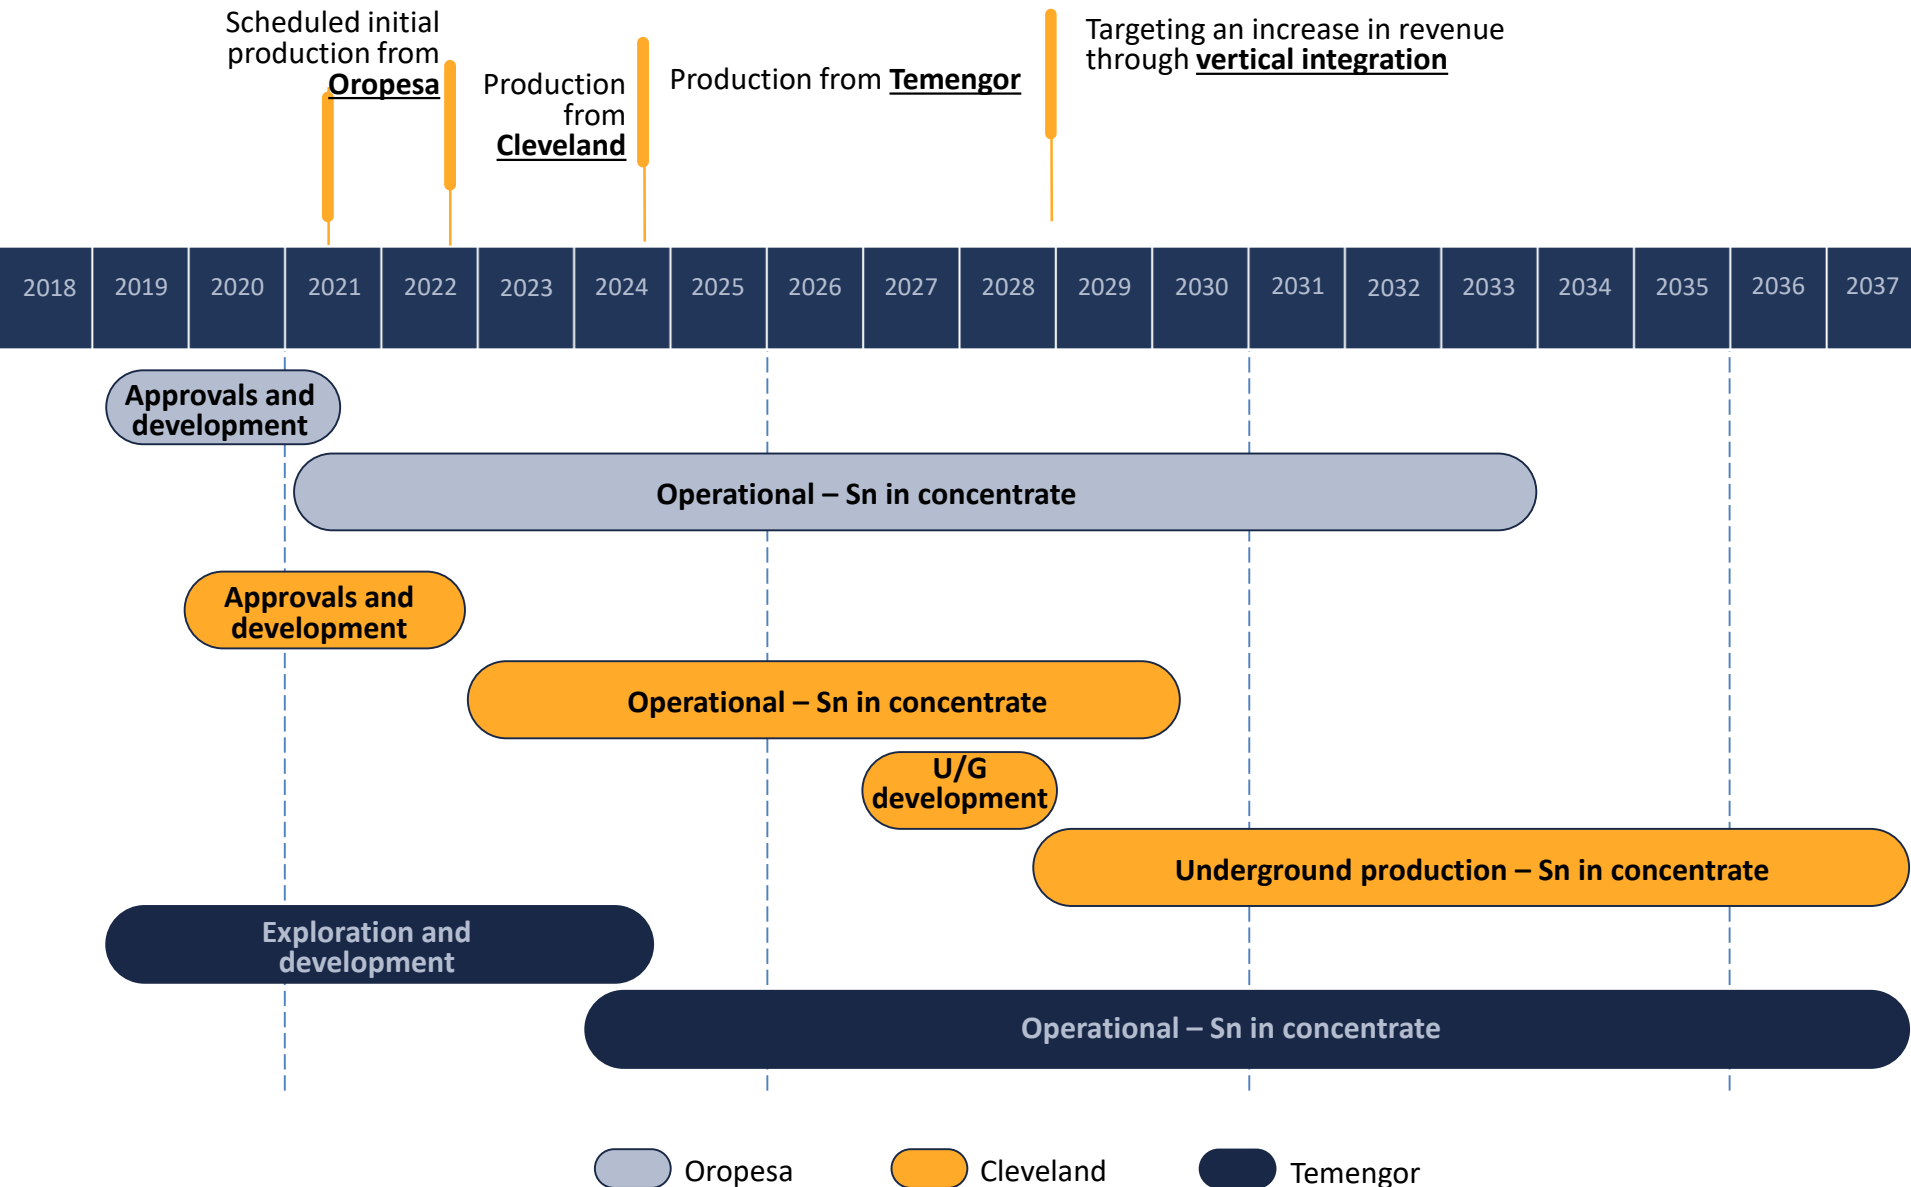 Scheduled initial
production from
Oropesa
Production
from
Cleveland
Production from Temengor
Targeting an increase in revenue
through vertical integration
2018 2019 2020 2021 2022 2023 2024 2025 2026 2027 2028 2029 2030 2031 2032 2033 2034 2035 2036 2037
Approvals and
development
Operational – Sn in concentrate
Approvals and
development
Operational – Sn in concentrate
U/G
development
Underground production – Sn in concentrate
Exploration and
development
Operational – Sn in concentrate
Oropesa Cleveland Temengor